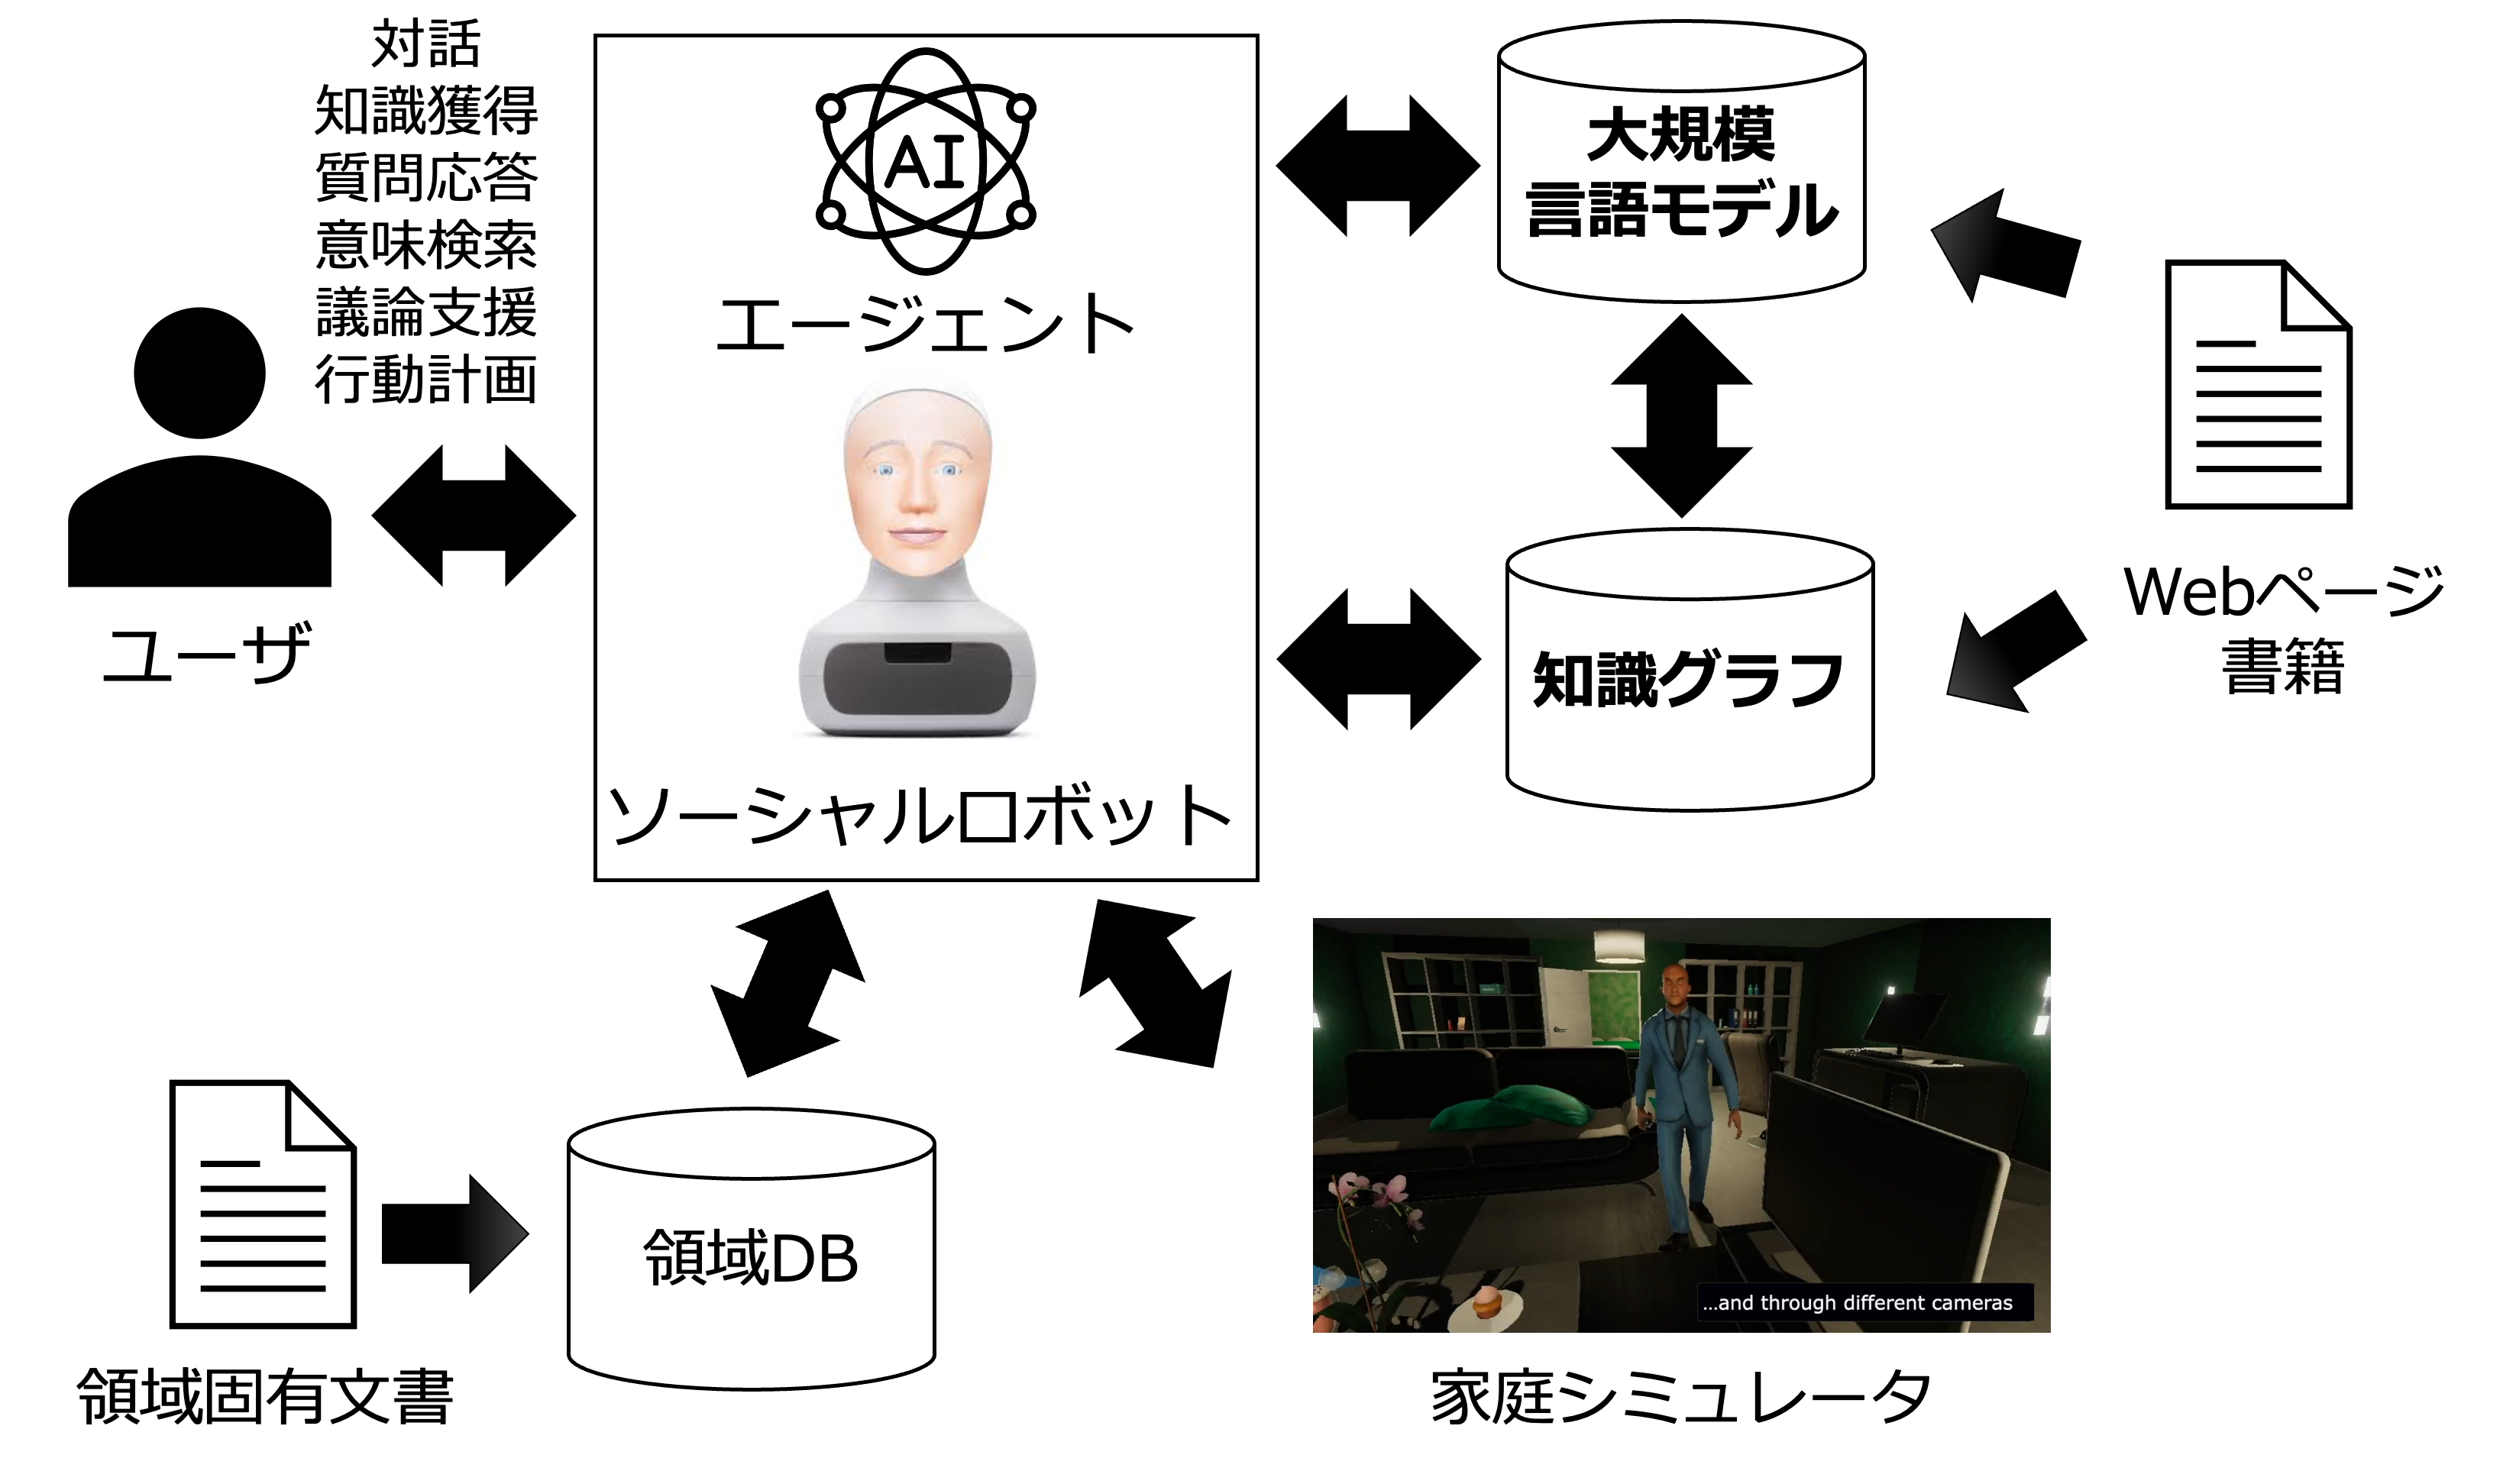 対話
知識獲得
質問応答
意味検索
議論支援
行動計画
ユーザ
AI
エージェント
ソーシャルロボット
大規模
言語モデル
知識グラフ
Webページ
書籍
領域固有文書
領域DB
...and through different cameras
家庭シミュレータ